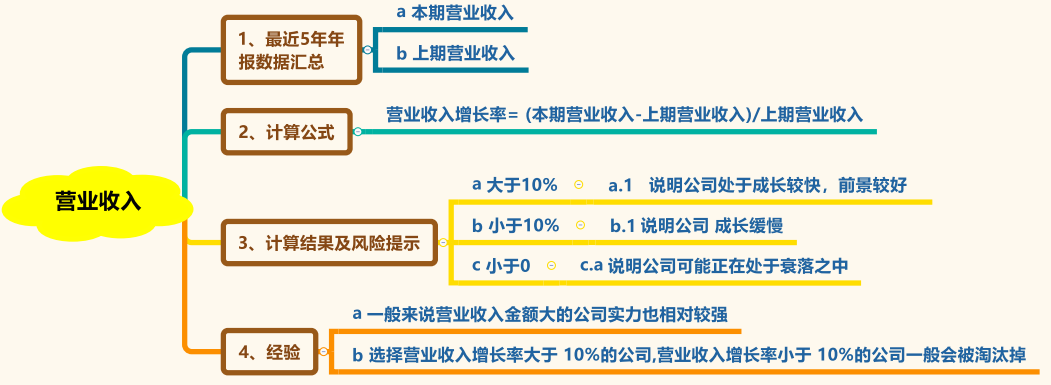 营业收入
1、最近5年年
报数据汇总
a 本期营业收入
b 上期营业收入
2、计算公式
营业收入增长率= (本期营业收入-上期营业收入)/上期营业收入
3、计算结果及风险提示
a 大于10%
a.1 说明公司处于成长较快，前景较好
b 小于10%
b.1 说明公司 成长缓慢
c 小于0
c.a 说明公司可能正在处于衰落之中
4、经验
a 一般来说营业收入金额大的公司实力也相对较强
b 选择营业收入增长率大于 10%的公司,营业收入增长率小于 10%的公司一般会被淘汰掉